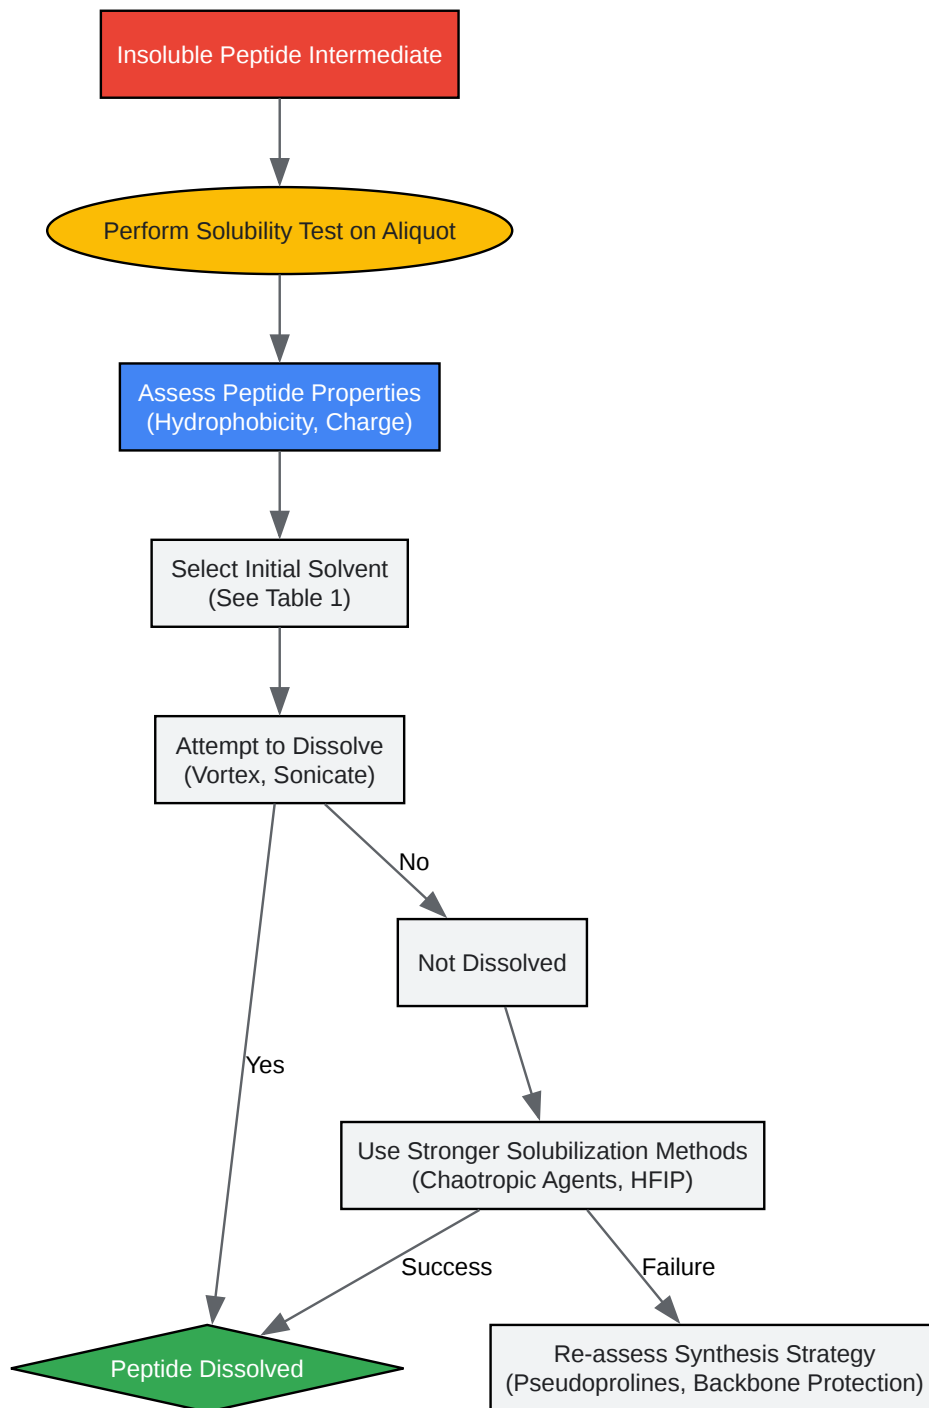 Insoluble Peptide Intermediate
Perform Solubility Test on Aliquot
Assess Peptide Properties
(Hydrophobicity, Charge)
Select Initial Solvent
(See Table 1)
Attempt to Dissolve
(Vortex, Sonicate)
No
Not Dissolved
Yes
Use Stronger Solubilization Methods
(Chaotropic Agents, HFIP)
Success
Failure
Peptide Dissolved
Re-assess Synthesis Strategy
(Pseudoprolines, Backbone Protection)